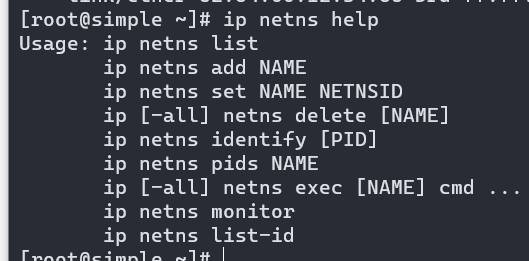 [root@simple ~]# ip netns help
Usage: ip netns list
ip netns add NAME
ip netns set NAME NETNSID
ip [-all] netns delete [NAME]
ip netns identify [PID]
ip netns pids NAME
ip [-all] netns exec [NAME] cmd ...
ip netns monitor
ip netns list-id
[root@simple ~]#